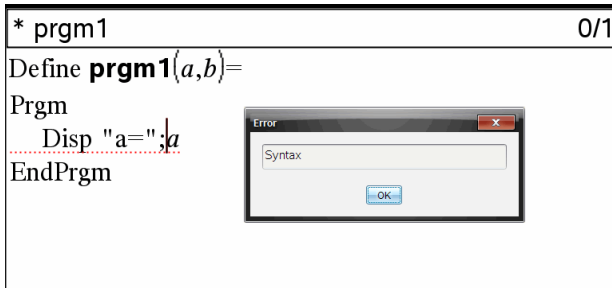 * prgm1 0/1
Define prgm1(a,b)=
Prgm
Disp "a=";a
EndPrgm
Error
x
Syntax
OK